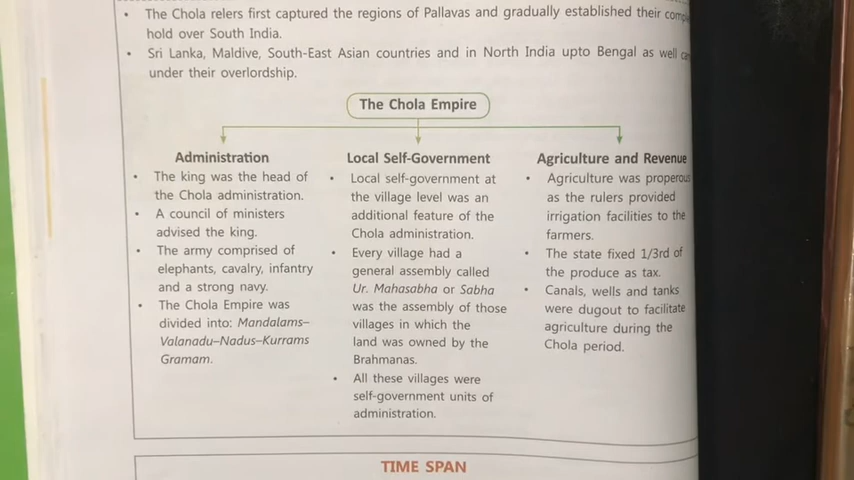 • The Chola relers first captured the regions of Pallavas and gradually established their
hold over South India.
• Sri Lanka, Maldive, South-East Asian countries and in North India upto Bengal as well
under their overlordship.
The Chola Empire
Administration
• The king was the head of
the Chola administration.
• A council of ministers
advised the king.
• The army comprised of
elephants, cavalry, infantry
and a strong navy.
• The Chola Empire was
divided into: Mandalams–
Valanadu–Nadus–Kurrams
Gramam.
Local Self-Government
• Local self-government at
the village level was an
additional feature of the
Chola administration.
• Every village had a
general assembly called
Ur. Mahasabha or Sabha
was the assembly of those
villages in which the
land was owned by the
Brahmanas.
• All these villages were
self-government units of
administration.
Agriculture and Revenue
• Agriculture was properous
as the rulers provided
irrigation facilities to the
farmers.
• The state fixed 1/3rd of
the produce as tax.
• Canals, wells and tanks
were dugout to facilitate
agriculture during the
Chola period.
TIME SPAN